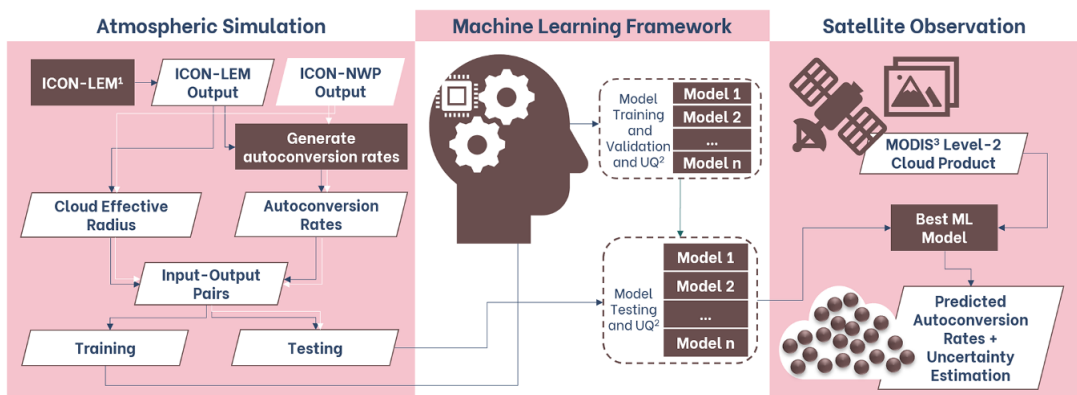 Atmospheric Simulation
ICON-LEM¹
ICON-LEM
Output
ICON-NWP
Output
Generate
autoconversion rates
Cloud Effective
Radius
Autoconversion
Rates
Input-Output
Pairs
Training
Testing
Machine Learning Framework
Model
Training
and
Validation
and UQ²
Model 1
Model 2
...
Model n
Model
Testing
and UQ²
Model 1
Model 2
...
Model n
Satellite Observation
MODIS³ Level-2
Cloud Product
Best ML
Model
Predicted
Autoconversion
Rates +
Uncertainty
Estimation